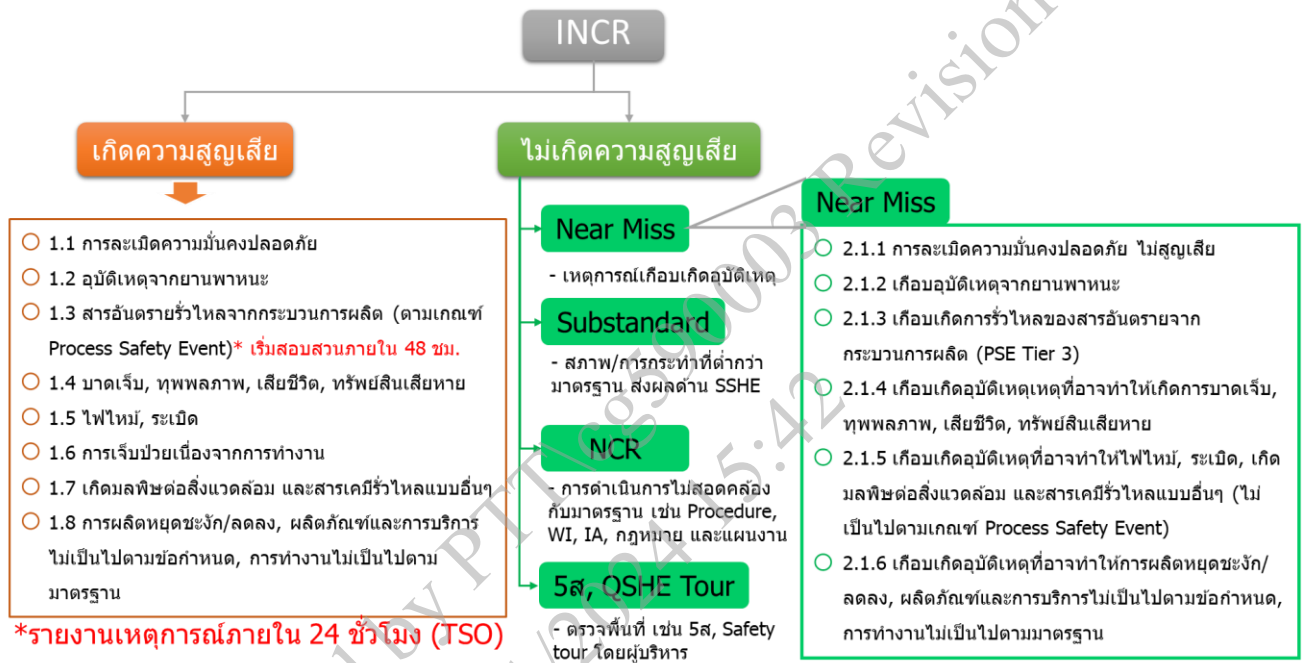 INCR
เกิดความสูญเสีย
ไม่เกิดความสูญเสีย
1.1 การละเมิดความมั่นคงปลอดภัย
1.2 อุบัติเหตุจากยานพาหนะ
1.3 สารอันตรายรั่วไหลจากกระบวนการผลิต (ตามเกณฑ์
Process Safety Event)* เริ่มสอบสวนภายใน 48 ชม.
1.4 บาดเจ็บ, ทุพพลภาพ, เสียชีวิต, ทรัพย์สินเสียหาย
1.5 ไฟไหม้, ระเบิด
1.6 การเจ็บป่วยเนื่องจากการทำงาน
1.7 เกิดมลพิษต่อสิ่งแวดล้อม และสารเคมีรั่วไหลแบบอื่นๆ
1.8 การผลิตหยุดชะงัก/ลดลง, ผลิตภัณฑ์และการบริการ
ไม่เป็นไปตามข้อกำหนด, การทำงานไม่เป็นไปตาม
มาตรฐาน
*รายงานเหตุการณ์ภายใน 24 ชั่วโมง (TSO)
Near Miss
- เหตุการณ์เกือบเกิดอุบัติเหตุ
Substandard
- สภาพ/การกระทำที่ต่ำกว่า
มาตรฐาน ส่งผลด้าน SSHE
NCR
- การดำเนินการไม่สอดคล้อง
กับมาตรฐาน เช่น Procedure,
WI, IA, กฎหมาย และแผนงาน
5ส, QSHE Tour
- ตรวจพื้นที่ เช่น 5ส, Safety
tour โดยผู้บริหาร
Near Miss
2.1.1 การละเมิดความมั่นคงปลอดภัย ไม่สูญเสีย
2.1.2 เกือบอุบัติเหตุจากยานพาหนะ
2.1.3 เกือบเกิดการรั่วไหลของสารอันตรายจาก
กระบวนการผลิต (PSE Tier 3)
2.1.4 เกือบเกิดอุบัติเหตุเหตุที่อาจทำให้เกิดการบาดเจ็บ,
ทุพพลภาพ, เสียชีวิต, ทรัพย์สินเสียหาย
2.1.5 เกือบเกิดอุบัติเหตุที่อาจทำให้ไฟไหม้, ระเบิด, เกิด
มลพิษต่อสิ่งแวดล้อม และสารเคมีรั่วไหลแบบอื่นๆ (ไม่
เป็นไปตามเกณฑ์ Process Safety Event)
2.1.6 เกือบเกิดอุบัติเหตุที่อาจทำให้การผลิตหยุดชะงัก/
ลดลง, ผลิตภัณฑ์และการบริการไม่เป็นไปตามข้อกำหนด,
การทำงานไม่เป็นไปตามมาตรฐาน
by PTT\cg59003 Revision
/2024 15:42